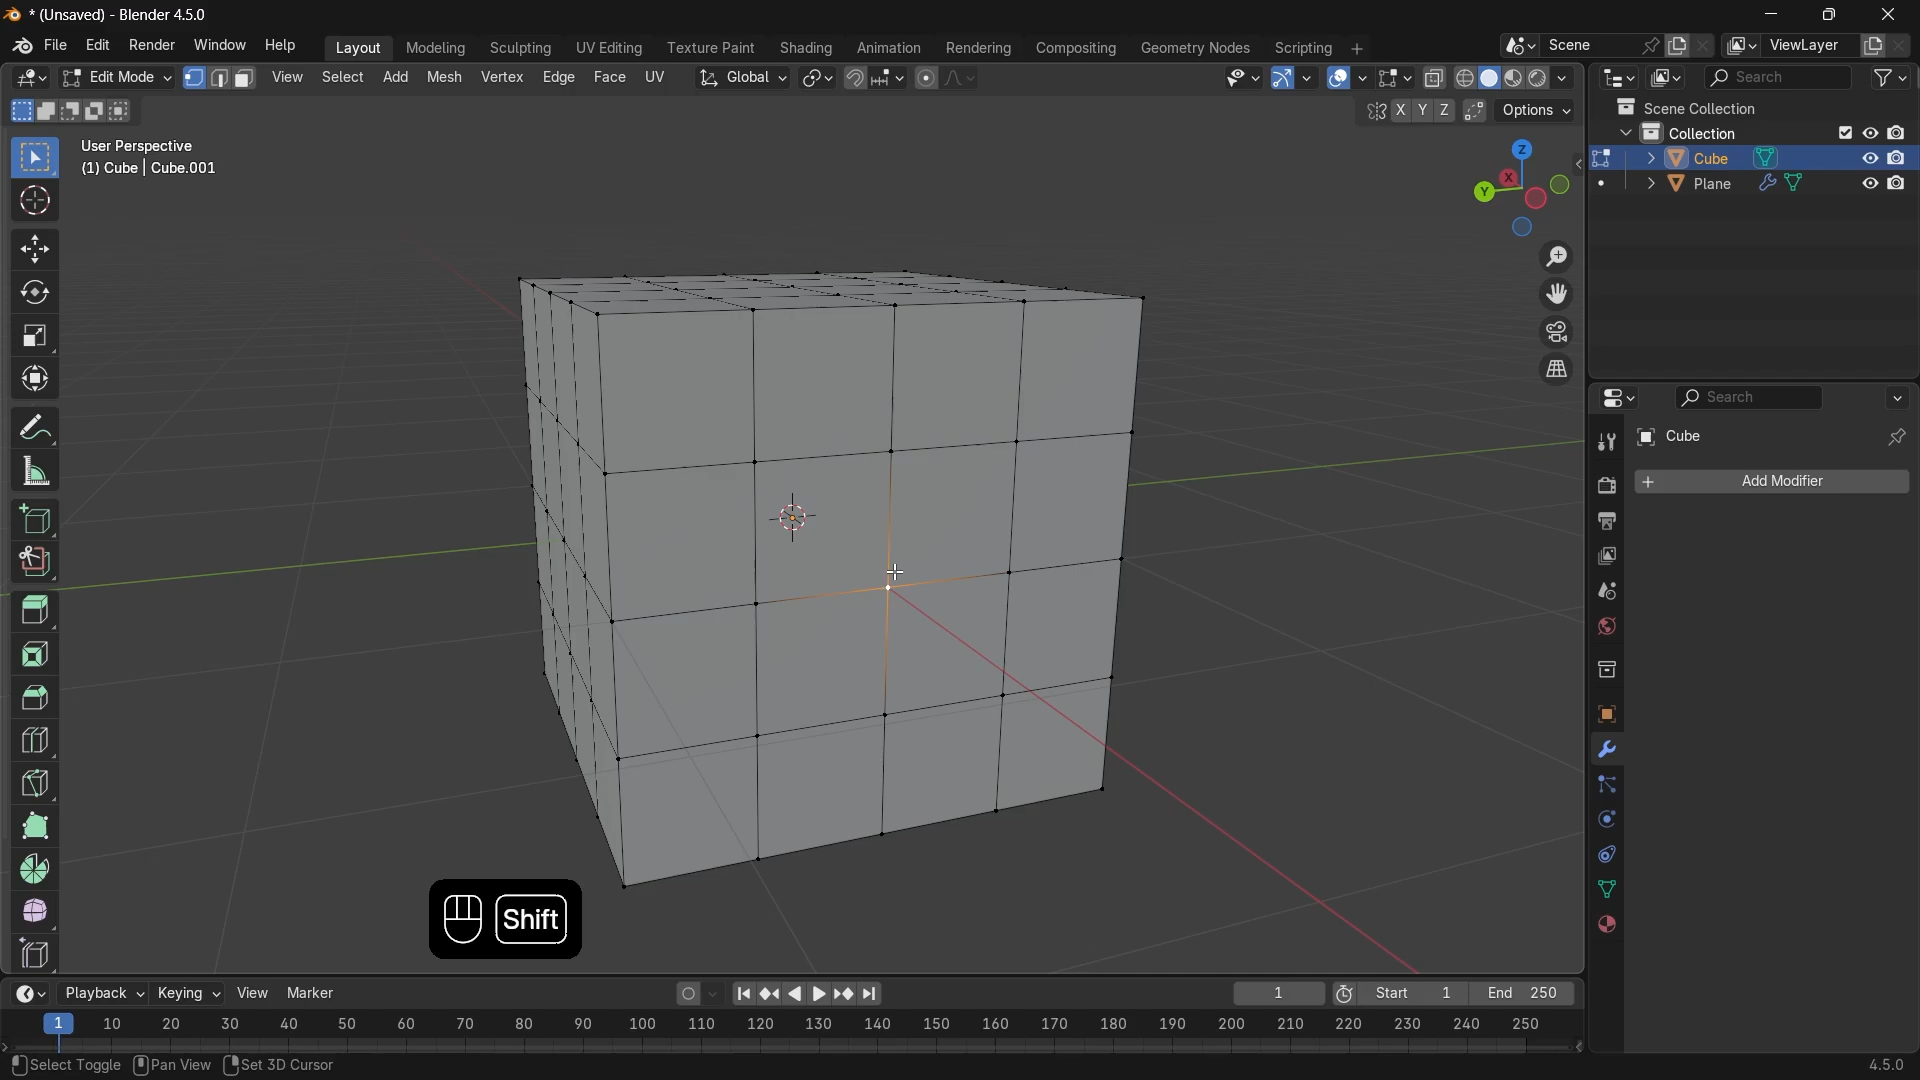 * (Unsaved) - Blender 4.5.0
File Edit Render Window Help Layout Modeling Sculpting UV Editing Texture Paint Shading Animation Rendering Compositing Geometry Nodes Scripting + Scene ViewLayer
Edit Mode View Select Add Mesh Vertex Edge Face UV Global Search
X Y Z Options
Scene Collection
Collection
Cube
Plane
User Perspective
(1) Cube | Cube.001
Z
X
Y
Search
Cube
+ Add Modifier
Shift
Playback Keying View Marker 1 Start 1 End 250
1 10 20 30 40 50 60 70 80 90 100 110 120 130 140 150 160 170 180 190 200 210 220 230 240 250
Select Toggle Pan View Set 3D Cursor 4.5.0